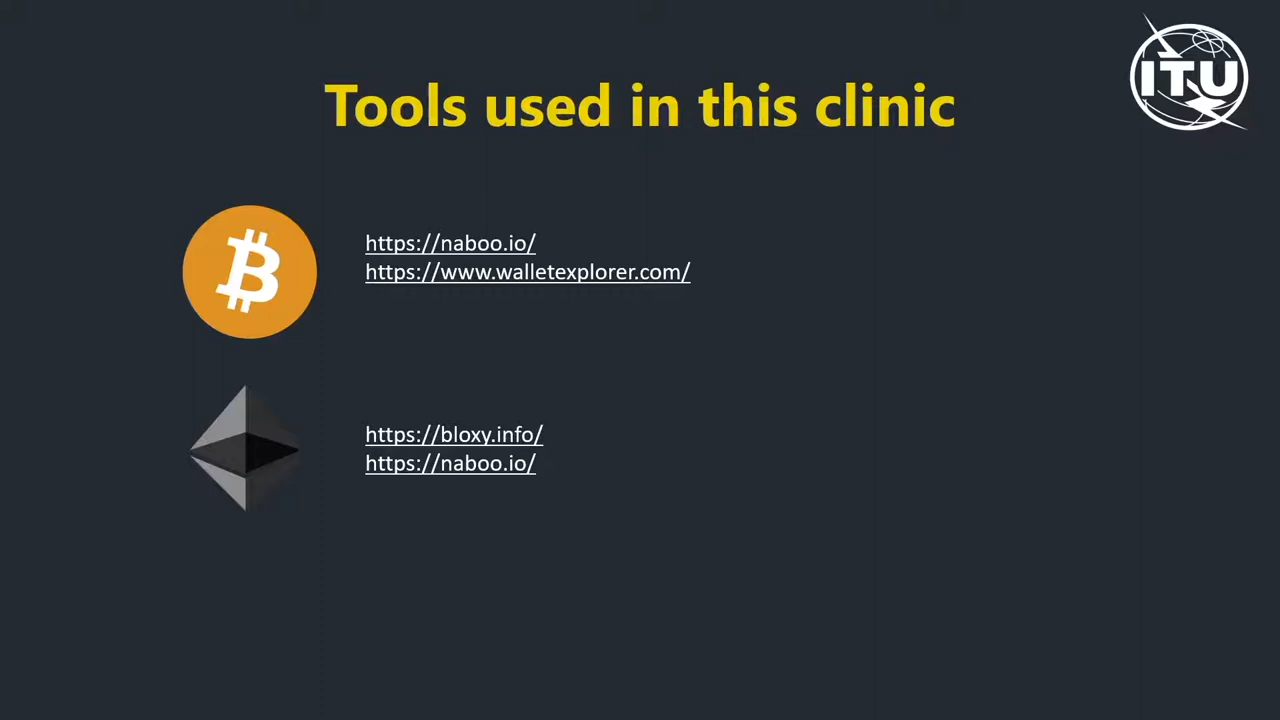 ITU
Tools used in this clinic
https://naboo.io/
https://www.walletexplorer.com/
https://bloxy.info/
https://naboo.io/